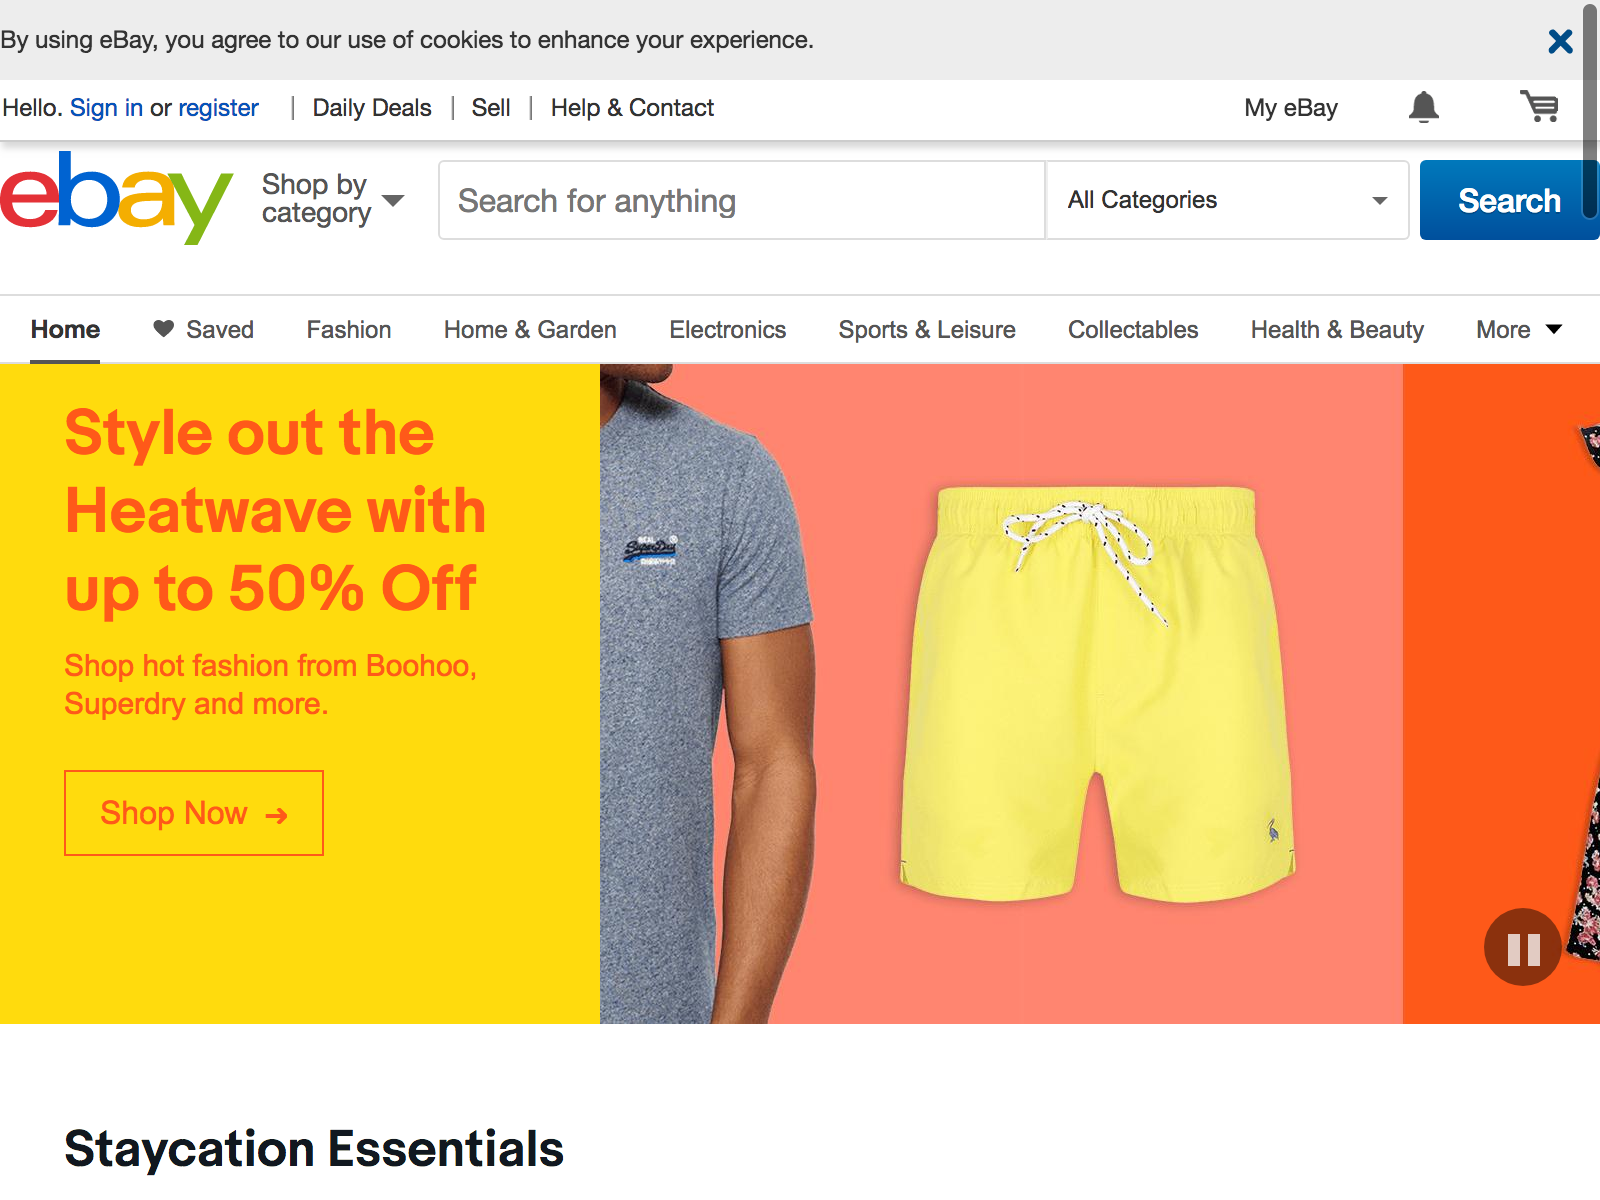 By using eBay, you agree to our use of cookies to enhance your experience.
Hello. Sign in or register | Daily Deals | Sell | Help & Contact My eBay
ebay
Shop by
category
Search for anything
All Categories
Search
Home Saved Fashion Home & Garden Electronics Sports & Leisure Collectables Health & Beauty More
Style out the
Heatwave with
up to 50% Off
Shop hot fashion from Boohoo,
Superdry and more.
Shop Now →
Staycation Essentials